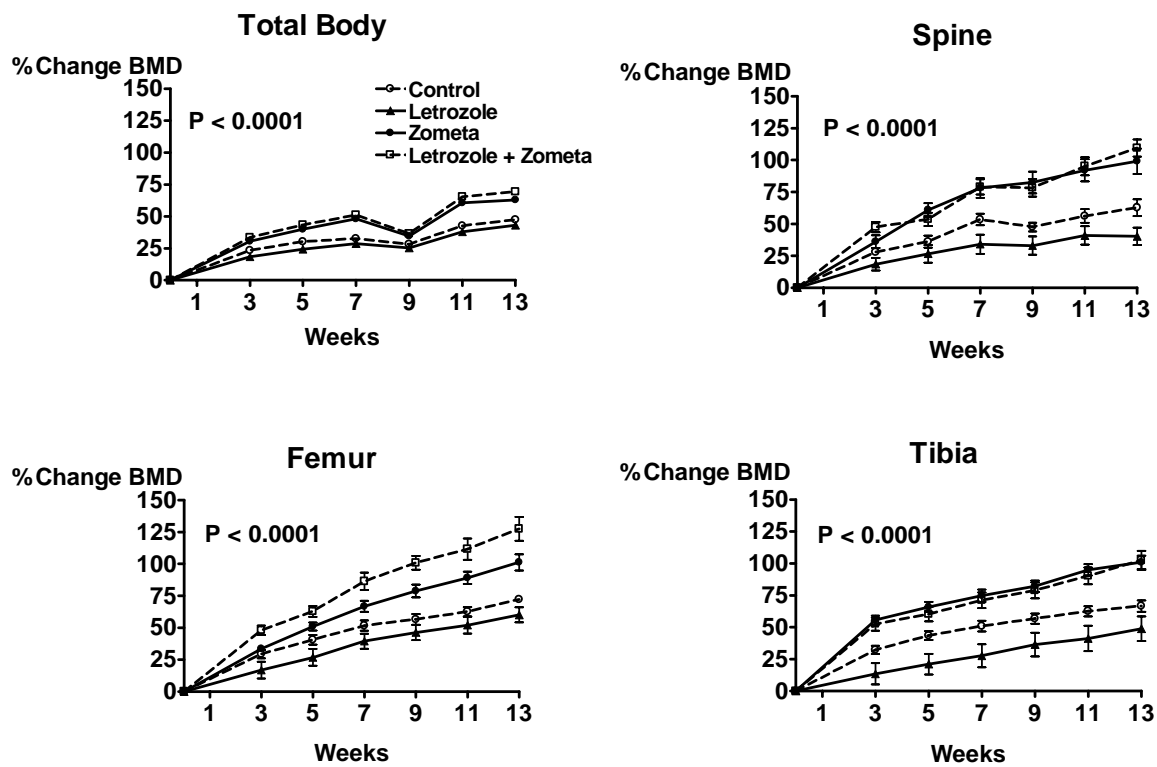 Total Body
%Change BMD
150
125
100
75
50
25
0
P < 0.0001
Control
Letrozole
Zometa
Letrozole + Zometa
1 3 5 7 9 11 13
Weeks
Spine
%Change BMD
150
125
100
75
50
25
0
P < 0.0001
1 3 5 7 9 11 13
Weeks
Femur
%Change BMD
150
125
100
75
50
25
0
P < 0.0001
1 3 5 7 9 11 13
Weeks
Tibia
%Change BMD
150
125
100
75
50
25
0
P < 0.0001
1 3 5 7 9 11 13
Weeks